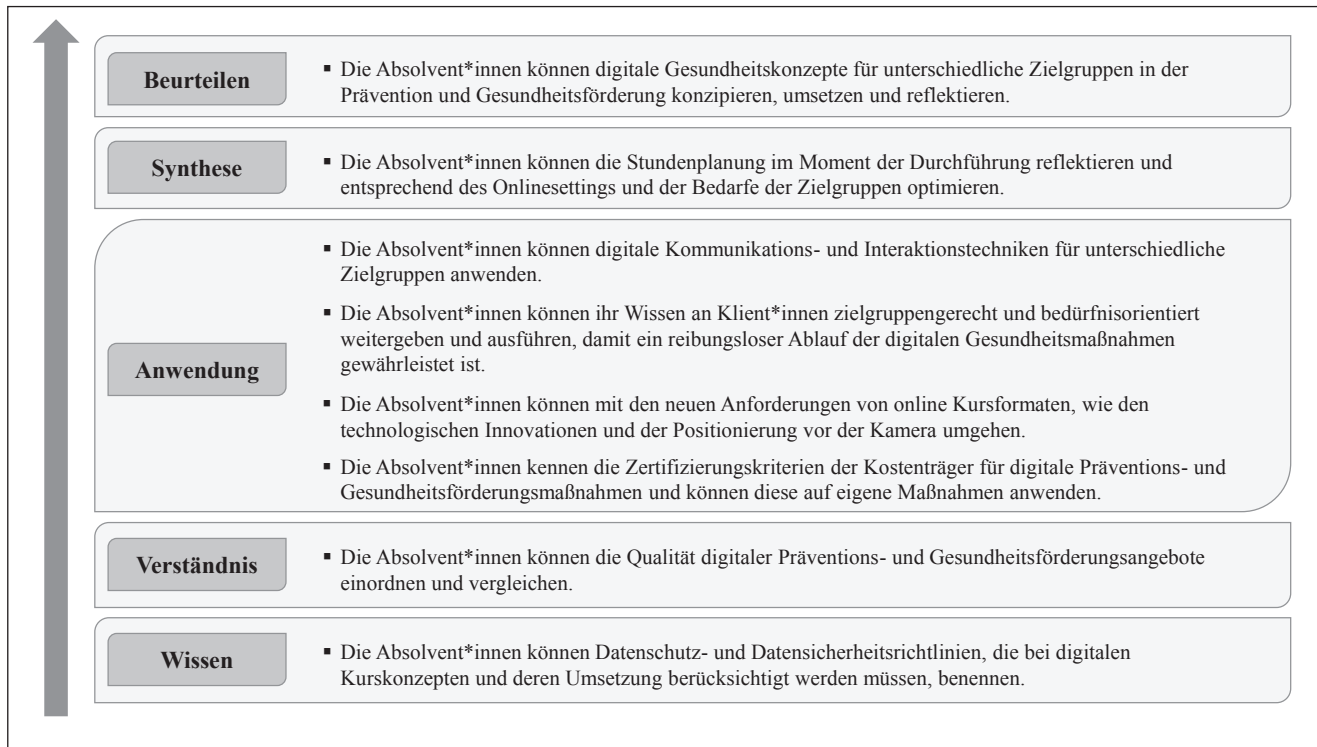 Beurteilen
▪ Die Absolvent*innen können digitale Gesundheitskonzepte für unterschiedliche Zielgruppen in der
Prävention und Gesundheitsförderung konzipieren, umsetzen und reflektieren.
Synthese
▪ Die Absolvent*innen können die Stundenplanung im Moment der Durchführung reflektieren und
entsprechend des Onlinesettings und der Bedarfe der Zielgruppen optimieren.
Anwendung
▪ Die Absolvent*innen können digitale Kommunikations- und Interaktionstechniken für unterschiedliche
Zielgruppen anwenden.
▪ Die Absolvent*innen können ihr Wissen an Klient*innen zielgruppengerecht und bedürfnisorientiert
weitergeben und ausführen, damit ein reibungsloser Ablauf der digitalen Gesundheitsmaßnahmen
gewährleistet ist.
▪ Die Absolvent*innen können mit den neuen Anforderungen von online Kursformaten, wie den
technologischen Innovationen und der Positionierung vor der Kamera umgehen.
▪ Die Absolvent*innen kennen die Zertifizierungskriterien der Kostenträger für digitale Präventions- und
Gesundheitsförderungsmaßnahmen und können diese auf eigene Maßnahmen anwenden.
Verständnis
▪ Die Absolvent*innen können die Qualität digitaler Präventions- und Gesundheitsförderungsangebote
einordnen und vergleichen.
Wissen
▪ Die Absolvent*innen können Datenschutz- und Datensicherheitsrichtlinien, die bei digitalen
Kurskonzepten und deren Umsetzung berücksichtigt werden müssen, benennen.